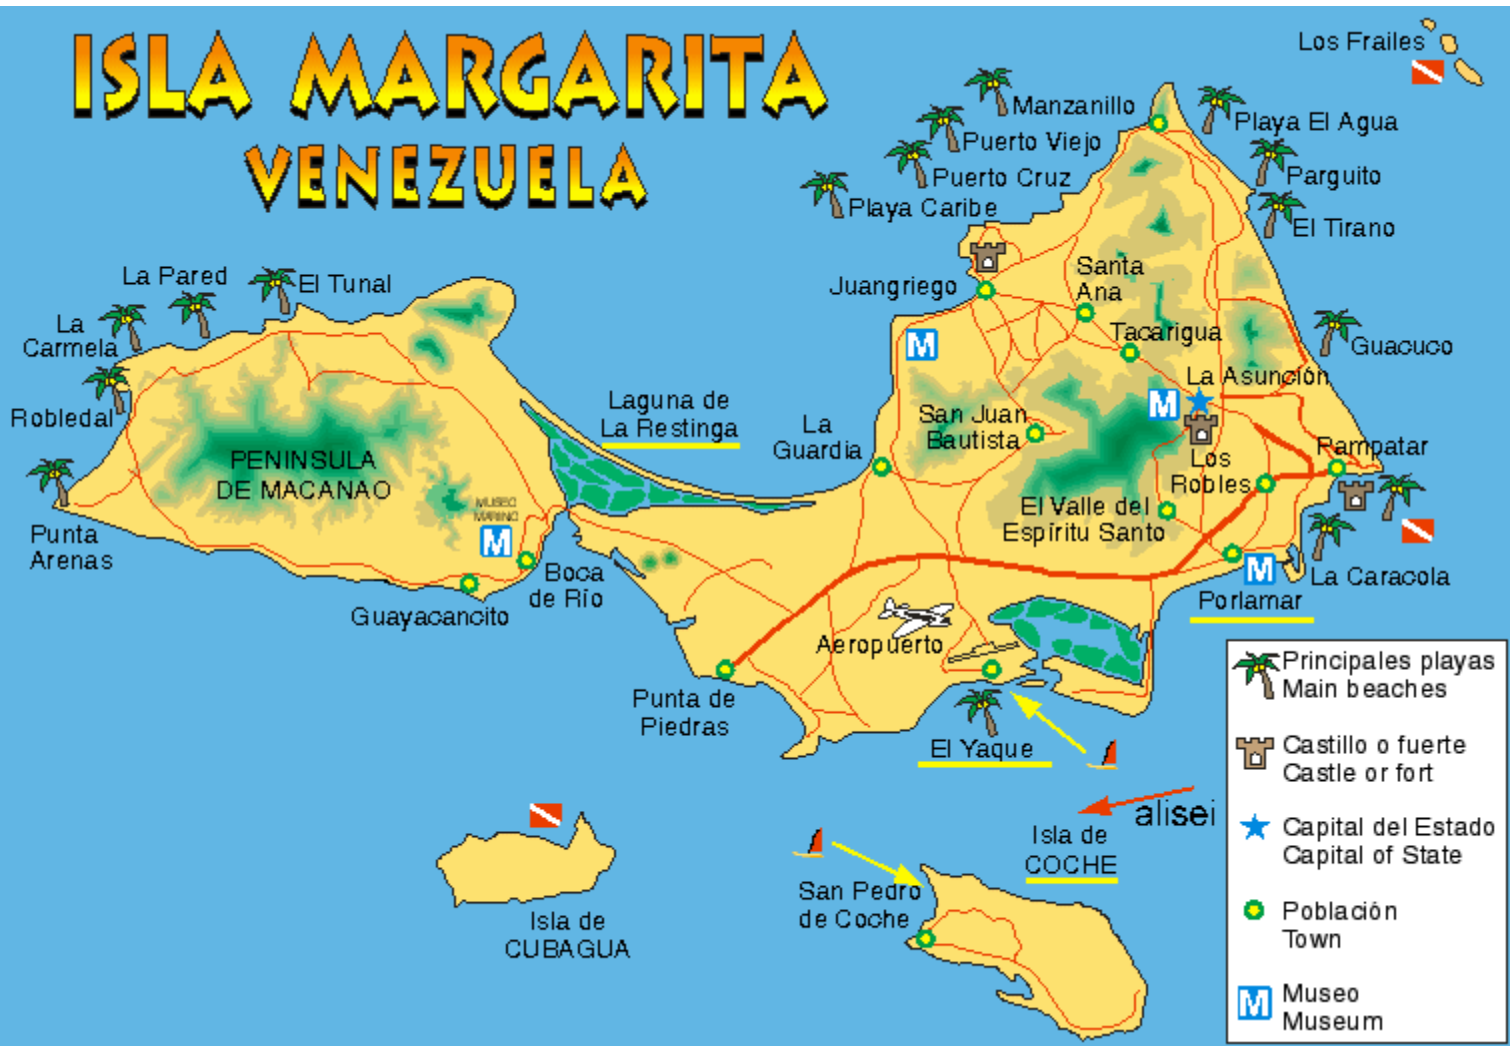 ISLA MARGARITA
VENEZUELA
Los Frailes
Manzanillo
Puerto Viejo
Puerto Cruz
Playa Caribe
Playa El Agua
Parguito
El Tirano
La Pared
El Tunal
La
Carmela
Robledal
Punta
Arenas
PENINSULA
DE MACANAO
MUSEO
MARINO
M
Boca
de Río
Guayacancito
Laguna de
La Restinga
Juangriego
M
Santa
Ana
Tacarigua
Guacuco
La Asunción
M
La
Guardia
San Juan
Bautista
Los
Robles
Pampatar
El Valle del
Espíritu Santo
La Caracola
M
Porlamar
Aeropuerto
Punta de
Piedras
El Yaque
alisei
Isla de
COCHE
San Pedro
de Coche
Isla de
CUBAGUA
Principales playas
Main beaches
Castillo o fuerte
Castle or fort
Capital del Estado
Capital of State
Población
Town
M
Museo
Museum